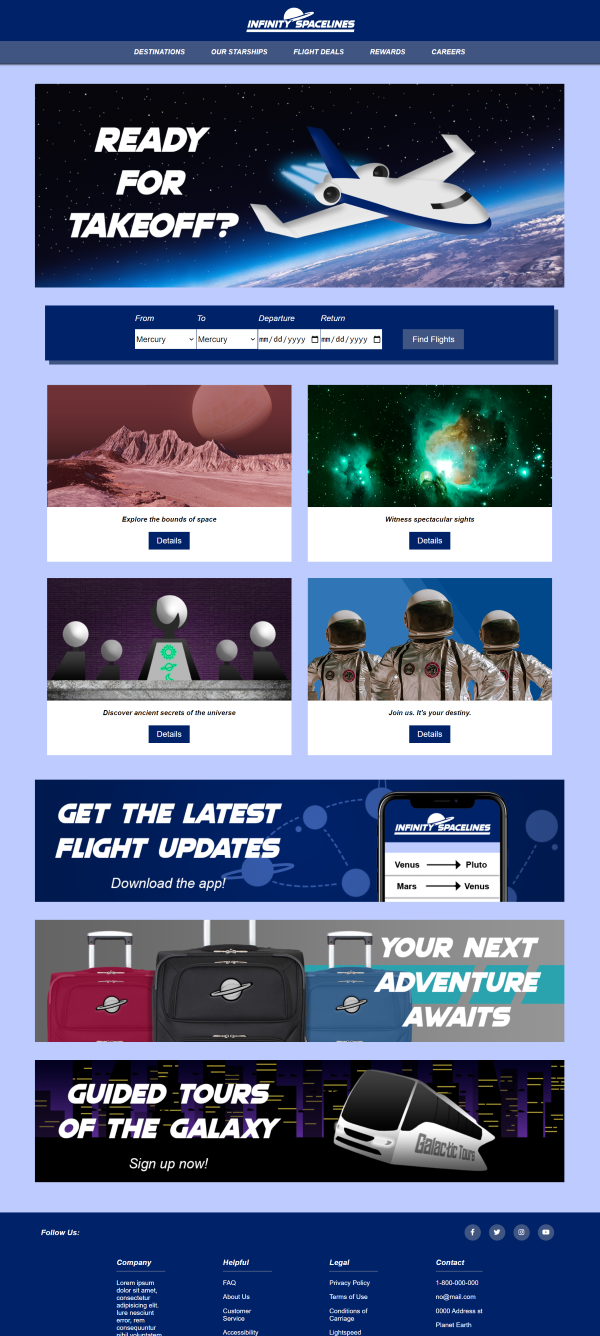 INFINITY SPACELINES
DESTINATIONS OUR STARSHIPS FLIGHT DEALS REWARDS CAREERS
READY
FOR
TAKEOFF?
From To Departure Return
Mercury Mercury mm/dd/yyyy mm/dd/yyyy Find Flights
Explore the bounds of space
Details
Witness spectacular sights
Details
Discover ancient secrets of the universe
Details
Join us. It's your destiny.
Details
GET THE LATEST
FLIGHT UPDATES
Download the app!
INFINITY SPACELINES
Venus Pluto
Mars Venus
YOUR NEXT
ADVENTURE
AWAITS
GUIDED TOURS
OF THE GALAXY
Sign up now!
Galactic Tours
Follow Us:
Company
Lorem ipsum
dolor sit amet,
consectetur
adipisicing elit.
Iure nesciunt
error, rem
consequuntur
nihil voluptatem
Helpful
FAQ
About Us
Customer
Service
Accessibility
Legal
Privacy Policy
Terms of Use
Conditions of
Carriage
Lightspeed
Contact
1-800-000-000
no@mail.com
0000 Address st
Planet Earth